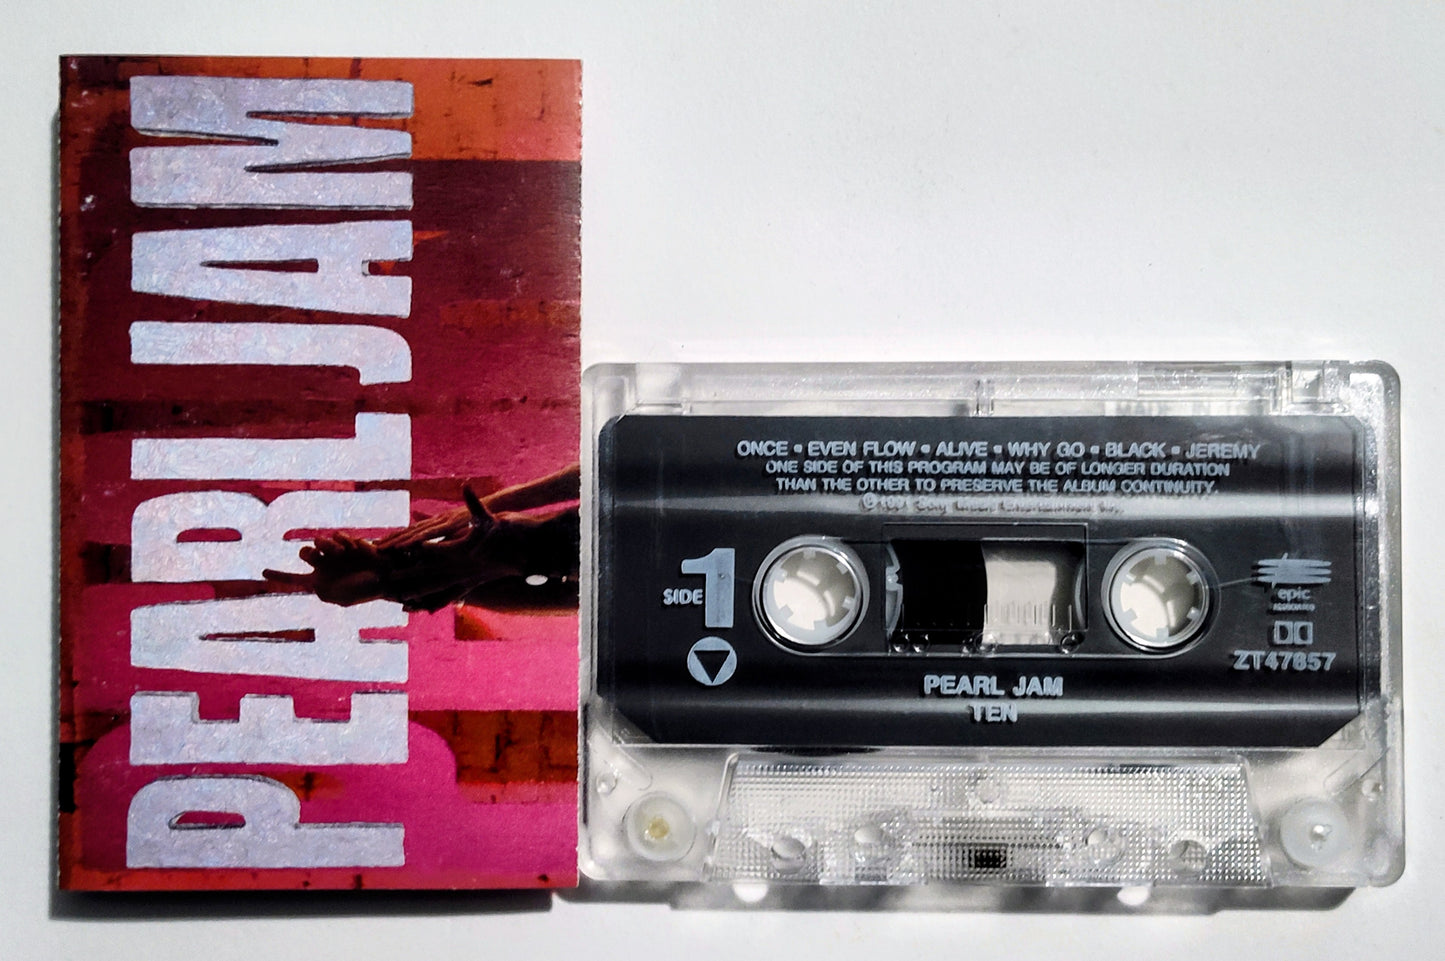 PEARL JAM
ONCE • EVEN FLOW • ALIVE • WHY GO • BLACK • JEREMY
ONE SIDE OF THIS PROGRAM MAY BE OF LONGER DURATION
THAN THE OTHER TO PRESERVE THE ALBUM CONTINUITY.
SIDE 1
epic
ZT47857
PEARL JAM
TEN